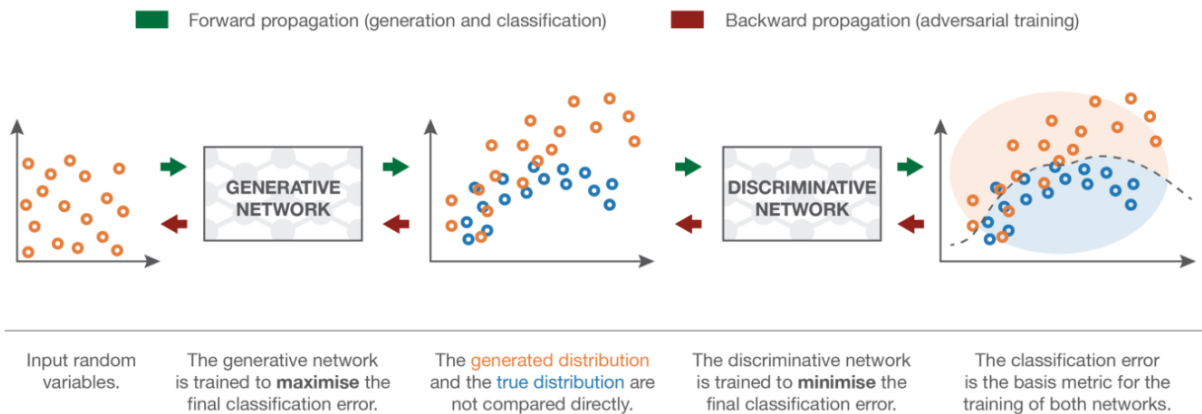 Forward propagation (generation and classification)
Backward propagation (adversarial training)
GENERATIVE
NETWORK
DISCRIMINATIVE
NETWORK
Input random
variables.
The generative network
is trained to maximise the
final classification error.
The generated distribution
and the true distribution are
not compared directly.
The discriminative network
is trained to minimise the
final classification error.
The classification error
is the basis metric for the
training of both networks.